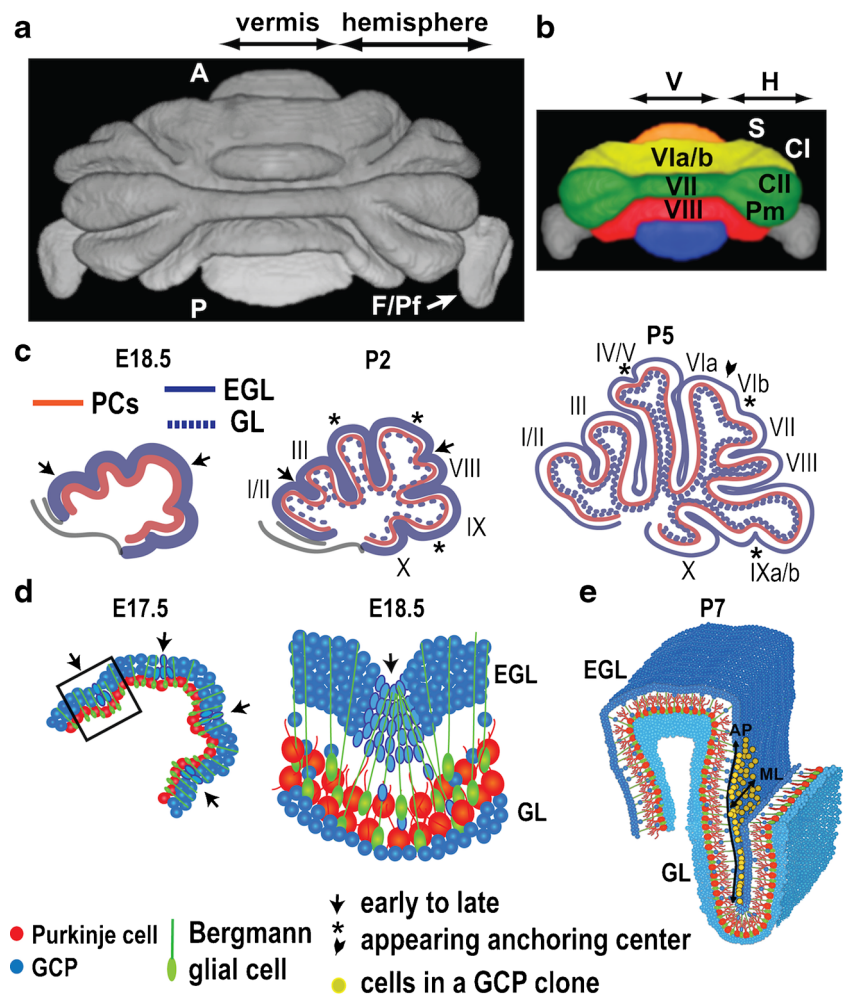 a
vermis hemisphere
A
P
F/Pf
b
V H
S
CI
VIa/b
VII
CII
VIII
Pm
c
E18.5
PCs
EGL
GL
P2
*
*
III
I/II
VIII
IX
*
X
P5
IV/V
*
VIa
VIb
*
III
I/II
VII
VIII
X
*
IXa/b
d
E17.5
E18.5
EGL
GL
e
P7
EGL
AP
ML
GL
Purkinje cell
GCP
Bergmann
glial cell
early to late
*
appearing anchoring center
cells in a GCP clone